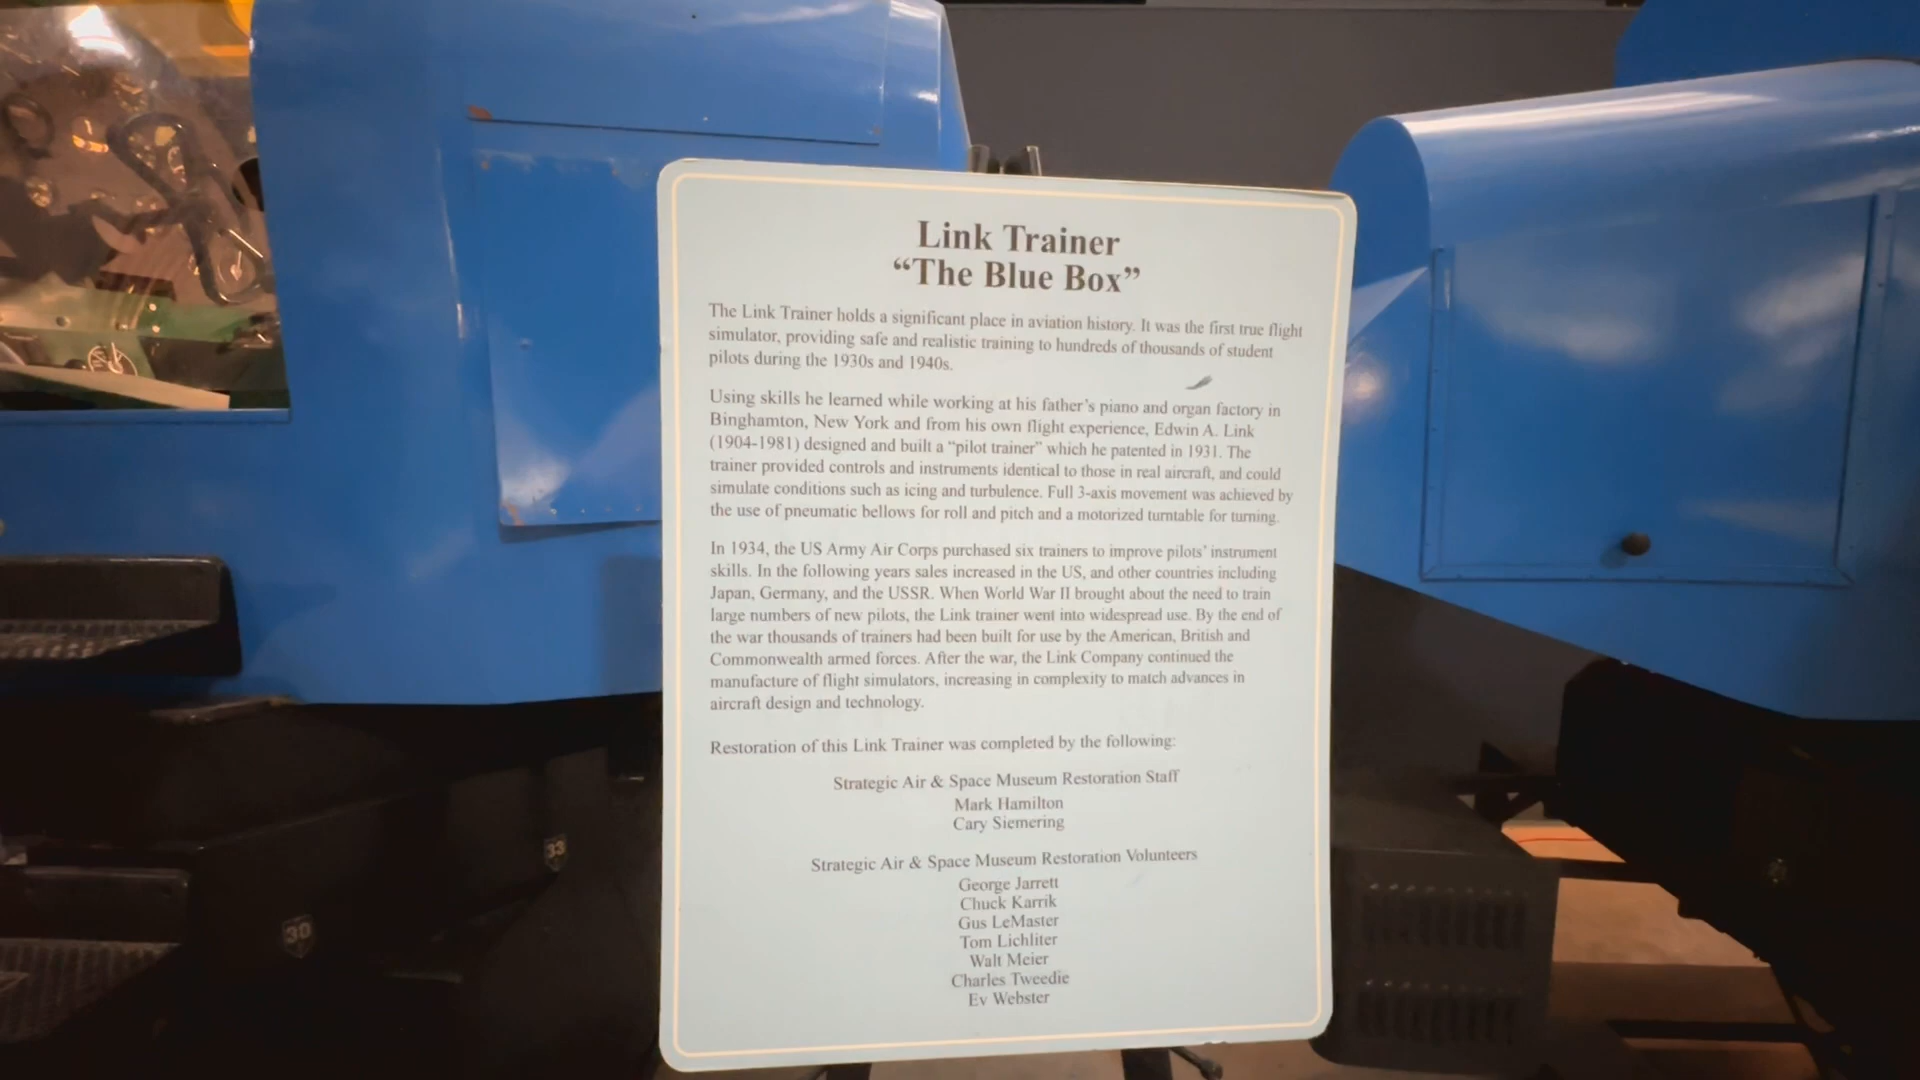 Link Trainer
“The Blue Box”
The Link Trainer holds a significant place in aviation history. It was the first true flight
simulator, providing safe and realistic training to hundreds of thousands of student
pilots during the 1930s and 1940s.
Using skills he learned while working at his father’s piano and organ factory in
Binghamton, New York and from his own flight experience, Edwin A. Link
(1904-1981) designed and built a “pilot trainer” which he patented in 1931. The
trainer provided controls and instruments identical to those in real aircraft, and could
simulate conditions such as icing and turbulence. Full 3-axis movement was achieved by
the use of pneumatic bellows for roll and pitch and a motorized turntable for turning.
In 1934, the US Army Air Corps purchased six trainers to improve pilots’ instrument
skills. In the following years sales increased in the US, and other countries including
Japan, Germany, and the USSR. When World War II brought about the need to train
large numbers of new pilots, the Link trainer went into widespread use. By the end of
the war thousands of trainers had been built for use by the American, British and
Commonwealth armed forces. After the war, the Link Company continued the
manufacture of flight simulators, increasing in complexity to match advances in
aircraft design and technology.
Restoration of this Link Trainer was completed by the following:
Strategic Air & Space Museum Restoration Staff
Mark Hamilton
Cary Siemering
Strategic Air & Space Museum Restoration Volunteers
George Jarrett
Chuck Karrik
Gus LeMaster
Tom Lichliter
Walt Meier
Charles Tweedie
Ev Webster
33
30